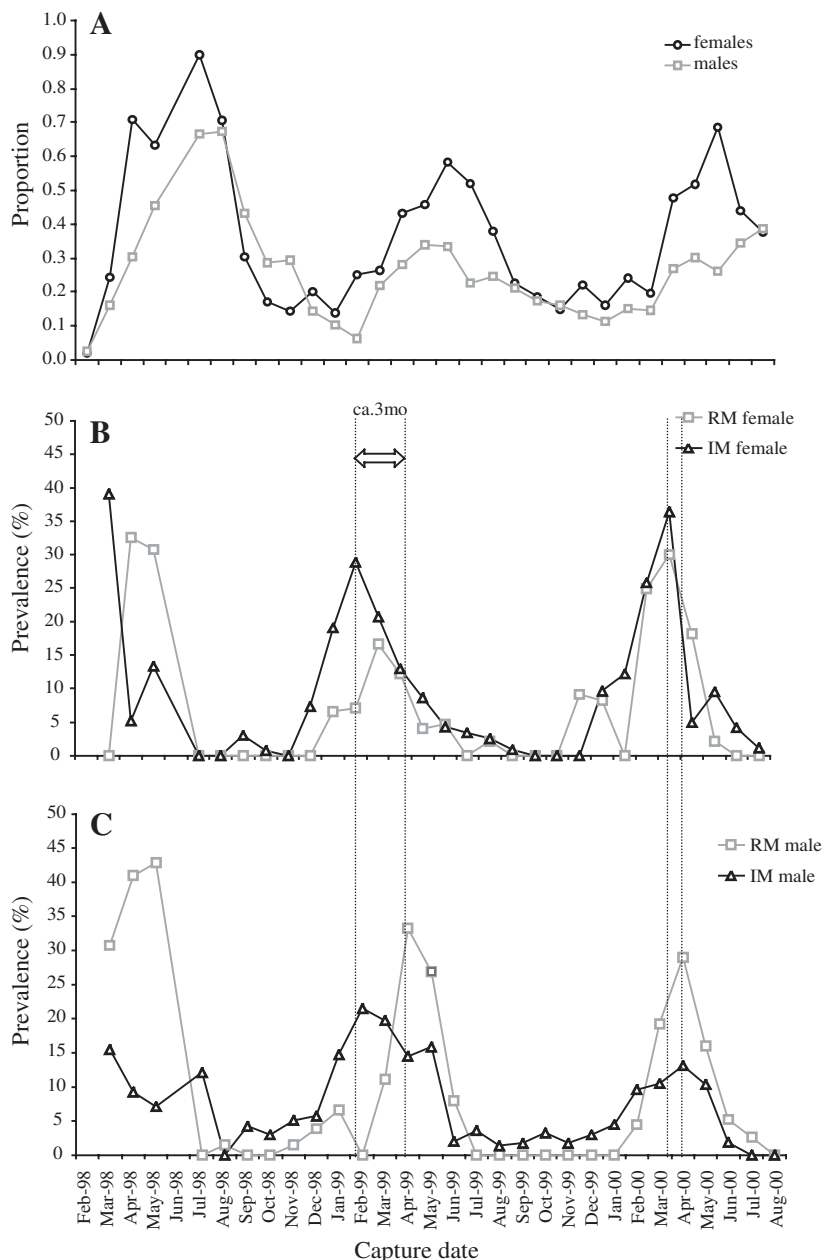 A
1.0
0.9
0.8
0.7
0.6
0.5
0.4
0.3
0.2
0.1
0.0
Proportion
females
males
B
ca.3mo
50
45
40
35
30
25
20
15
10
5
0
Prevalence (%)
RM female
IM female
C
50
45
40
35
30
25
20
15
10
5
0
Prevalence (%)
RM male
IM male
Feb-98
Mar-98
Apr-98
May-98
Jun-98
Jul-98
Aug-98
Sep-98
Oct-98
Nov-98
Dec-98
Jan-99
Feb-99
Mar-99
Apr-99
May-99
Jun-99
Jul-99
Aug-99
Sep-99
Oct-99
Nov-99
Dec-99
Jan-00
Feb-00
Mar-00
Apr-00
May-00
Jun-00
Jul-00
Aug-00
Capture date